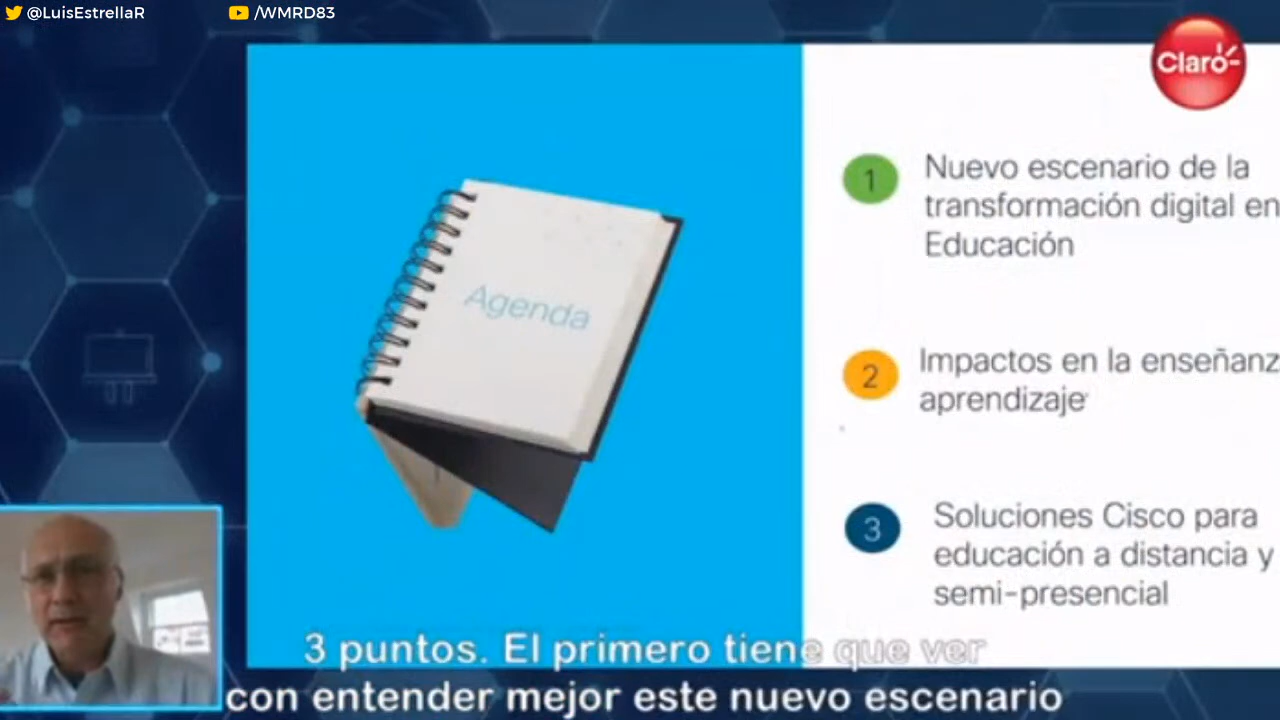 @LuisEstrellaR
/WMRD83
Claro-
Agenda
1
Nuevo escenario de la
transformación digital en
Educación
2
Impactos en la enseñanz
aprendizaje
3
Soluciones Cisco para
educación a distancia y
semi-presencial
3 puntos. El primero tiene que ver
con entender mejor este nuevo escenario